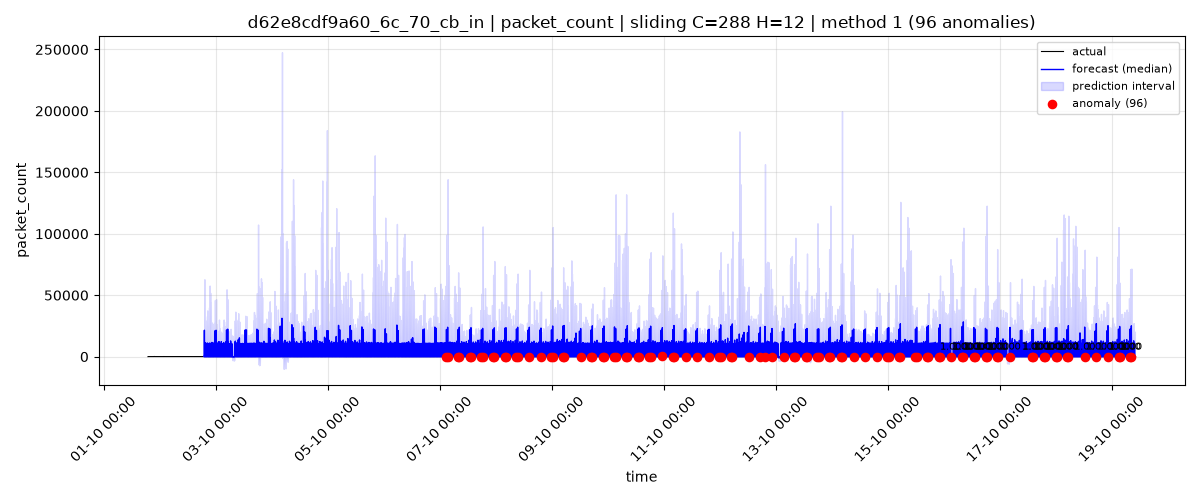 d62e8cdf9a60_6c_70_cb_in | packet_count | sliding C=288 H=12 | method 1 (96 anomalies)
actual
forecast (median)
prediction interval
anomaly (96)
packet_count
250000
200000
150000
100000
50000
0
01-10 00:00
03-10 00:00
05-10 00:00
07-10 00:00
09-10 00:00
11-10 00:00
13-10 00:00
15-10 00:00
17-10 00:00
19-10 00:00
time